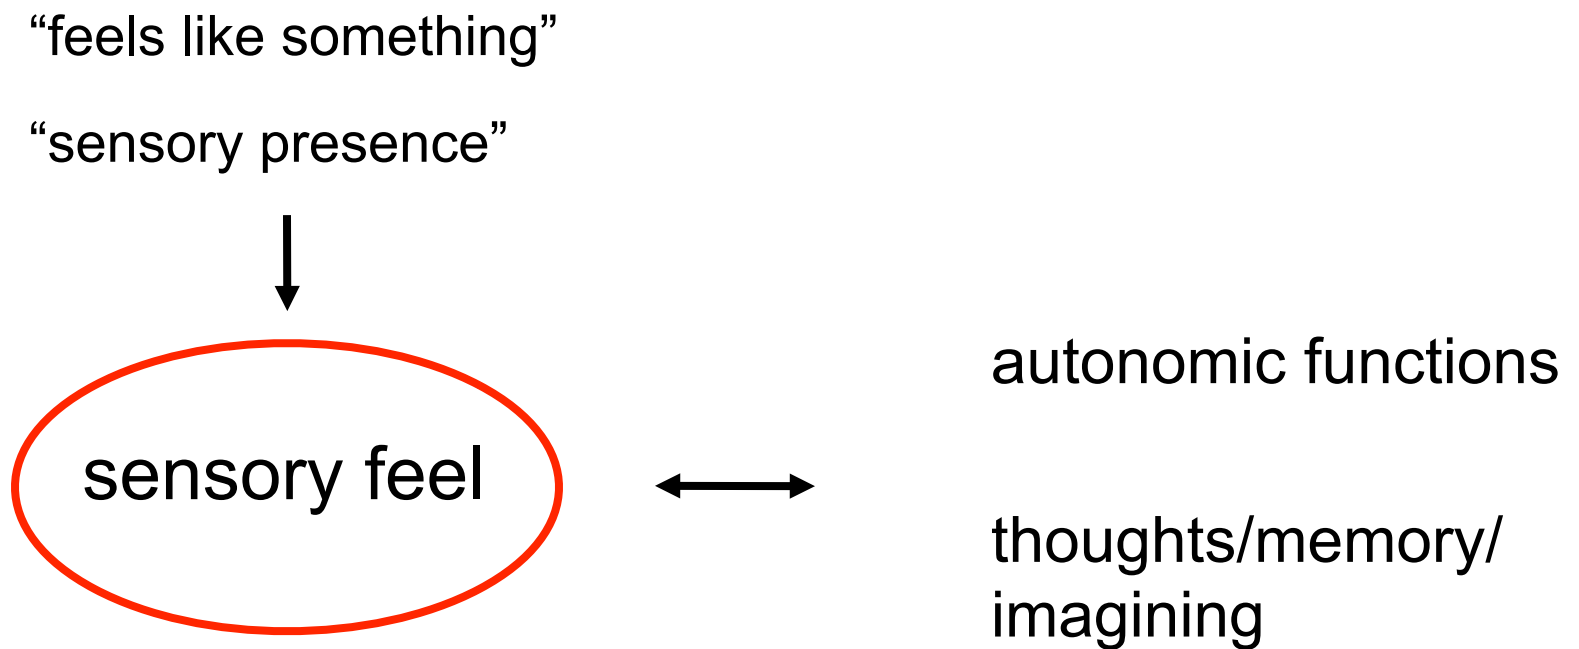 “feels like something”
“sensory presence”
sensory feel
autonomic functions
thoughts/memory/
imagining